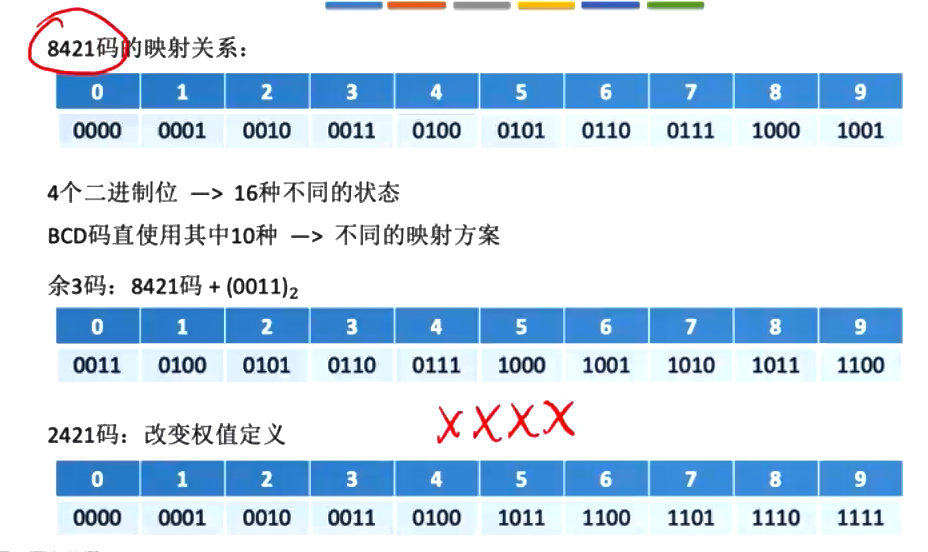 8421码的映射关系：
0 1 2 3 4 5 6 7 8 9
0000 0001 0010 0011 0100 0101 0110 0111 1000 1001
4个二进制位 —> 16种不同的状态
BCD码直使用其中10种 —> 不同的映射方案
余3码：8421码 + (0011)₂
0 1 2 3 4 5 6 7 8 9
0011 0100 0101 0110 0111 1000 1001 1010 1011 1100
XXXX
2421码：改变权值定义
0 1 2 3 4 5 6 7 8 9
0000 0001 0010 0011 0100 1011 1100 1101 1110 1111